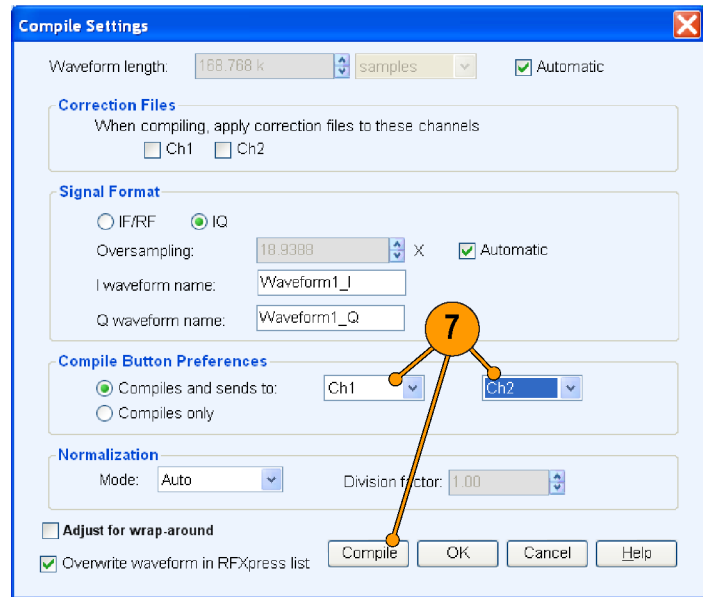 Compile Settings
Waveform length: 168.768 k samples Automatic
Correction Files
When compiling, apply correction files to these channels
Ch1 Ch2
Signal Format
IF/RF IQ
Oversampling: 18.9388 X Automatic
I waveform name: Waveform1_I
Q waveform name: Waveform1_Q
7
Compile Button Preferences
Compiles and sends to: Ch1 Ch2
Compiles only
Normalization
Mode: Auto Division factor: 1.00
Adjust for wrap-around
Overwrite waveform in RFXpress list Compile OK Cancel Help